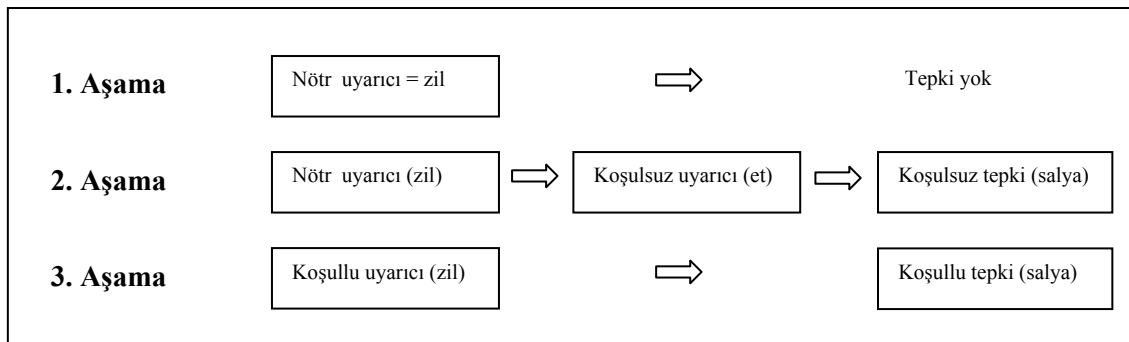 1. Aşama Nötr uyarıcı = zil Tepki yok
2. Aşama Nötr uyarıcı (zil) Koşulsuz uyarıcı (et) Koşulsuz tepki (salya)
3. Aşama Koşullu uyarıcı (zil) Koşullu tepki (salya)